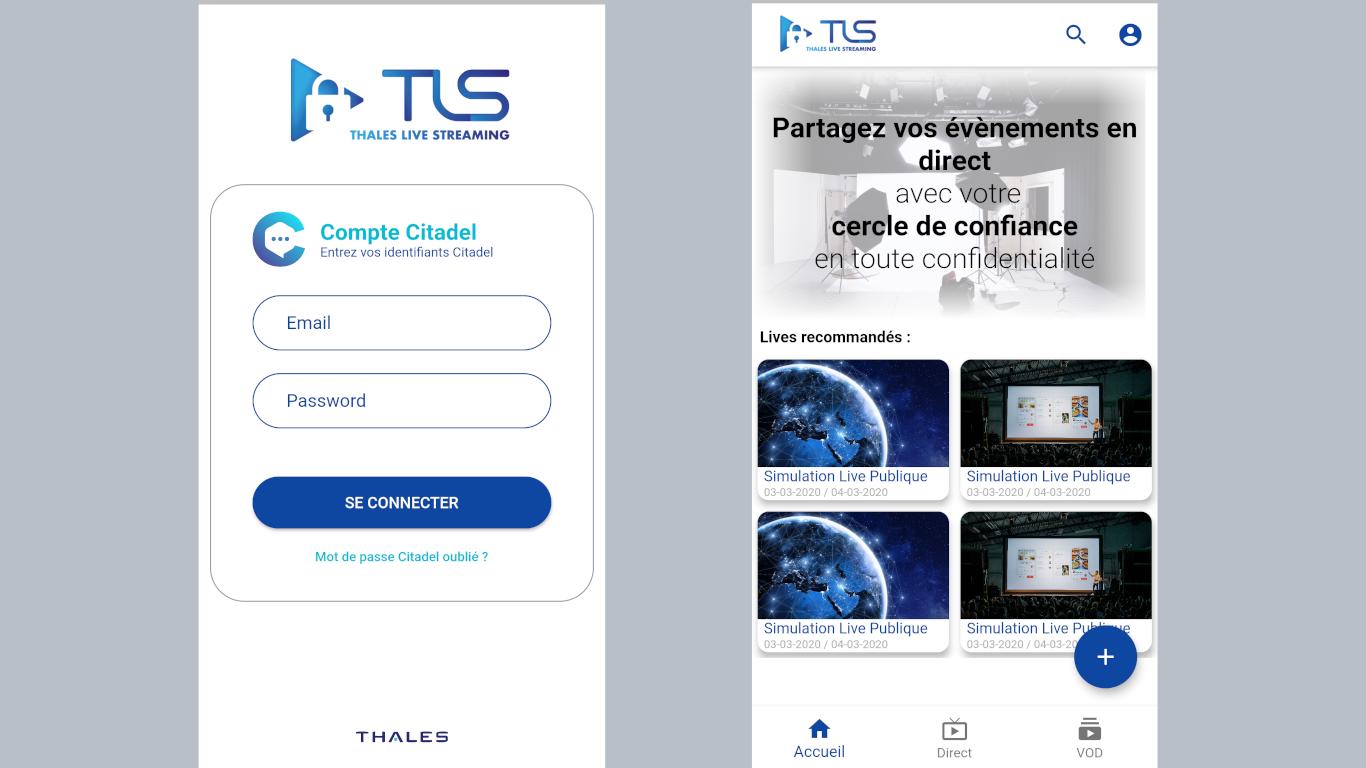 TLS
THALES LIVE STREAMING
Compte Citadel
Entrez vos identifiants Citadel
Email
Password
SE CONNECTER
Mot de passe Citadel oublié ?
THALES
TLS
THALES LIVE STREAMING
Partagez vos évènements en
direct
avec votre
cercle de confiance
en toute confidentialité
Lives recommandés :
Simulation Live Publique
03-03-2020 / 04-03-2020
Simulation Live Publique
03-03-2020 / 04-03-2020
Simulation Live Publique
03-03-2020 / 04-03-2020
Simulation Live Publique
03-03-2020 / 04-03-20
+
Accueil
Direct
VOD